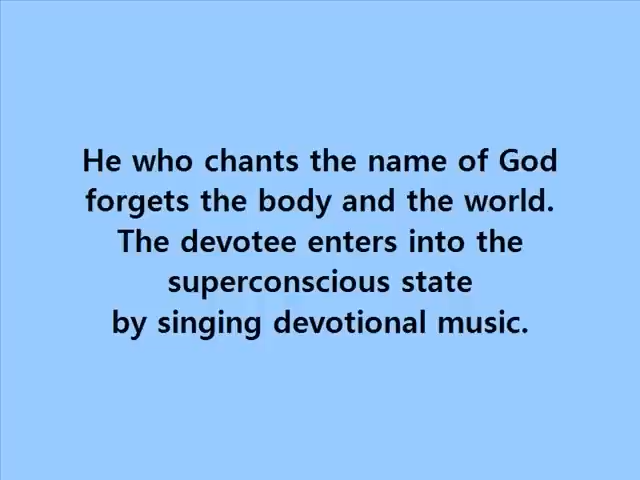 He who chants the name of God
forgets the body and the world.
The devotee enters into the
superconscious state
by singing devotional music.